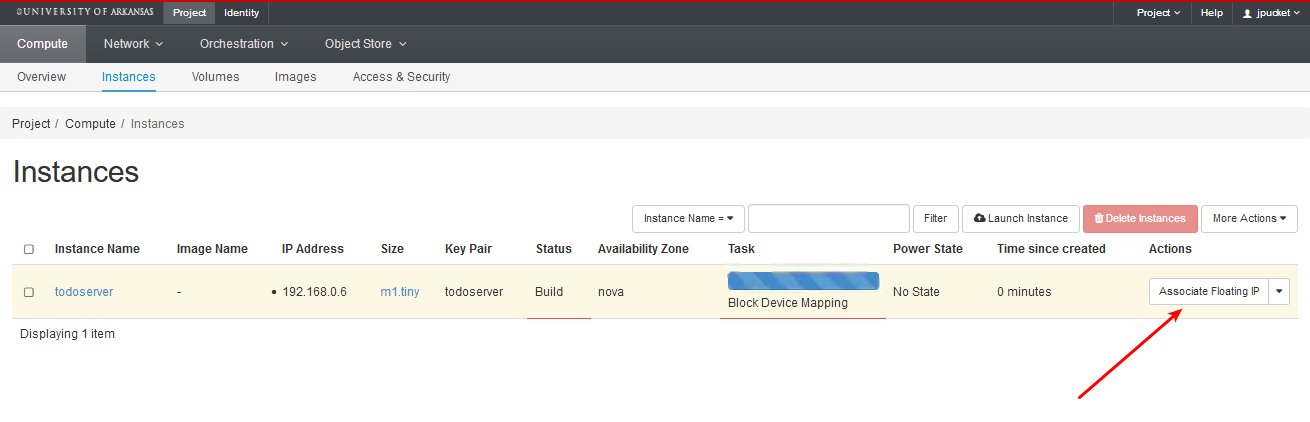 UNIVERSITY OF ARKANSAS Project Identity Project Help jpucket
Compute Network Orchestration Object Store
Overview Instances Volumes Images Access & Security
Project / Compute / Instances
Instances
Instance Name = Filter Launch Instance Delete Instances More Actions
Instance Name Image Name IP Address Size Key Pair Status Availability Zone Task Power State Time since created Actions
todoserver - • 192.168.0.6 m1.tiny todoserver Build nova Block Device Mapping No State 0 minutes Associate Floating IP
Displaying 1 item